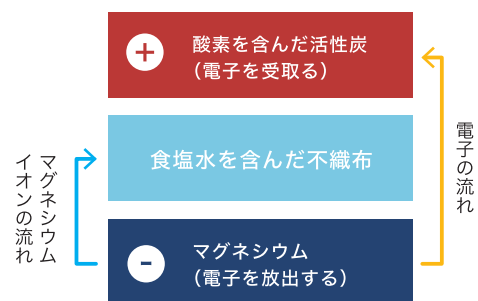 +
酸素を含んだ活性炭
（電子を受取る）
食塩水を含んだ不織布
-
マグネシウム
（電子を放出する）
マグネシウム
イオンの流れ
電子の流れ